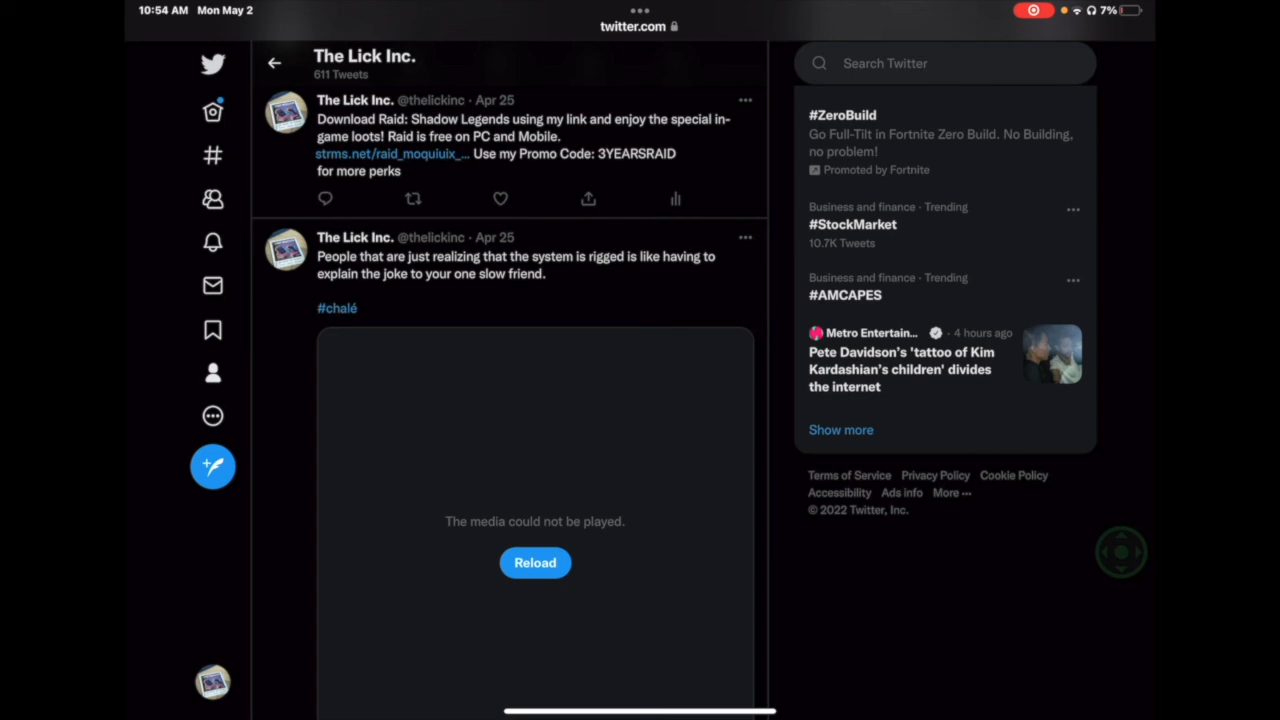 10:54 AM Mon May 2
7%
twitter.com
The Lick Inc.
611 Tweets
The Lick Inc. @thelickinc · Apr 25
Download Raid: Shadow Legends using my link and enjoy the special in-
game loots! Raid is free on PC and Mobile.
strms.net/raid_moquiuix_... Use my Promo Code: 3YEARSRAID
for more perks
The Lick Inc. @thelickinc · Apr 25
People that are just realizing that the system is rigged is like having to
explain the joke to your one slow friend.
#chalé
The media could not be played.
Reload
Search Twitter
#ZeroBuild
Go Full-Tilt in Fortnite Zero Build. No Building,
no problem!
Promoted by Fortnite
Business and finance · Trending
#StockMarket
10.7K Tweets
Business and finance · Trending
#AMCAPES
Metro Entertain... · 4 hours ago
Pete Davidson's 'tattoo of Kim
Kardashian's children' divides
the internet
Show more
Terms of Service Privacy Policy Cookie Policy
Accessibility Ads info More ···
© 2022 Twitter, Inc.